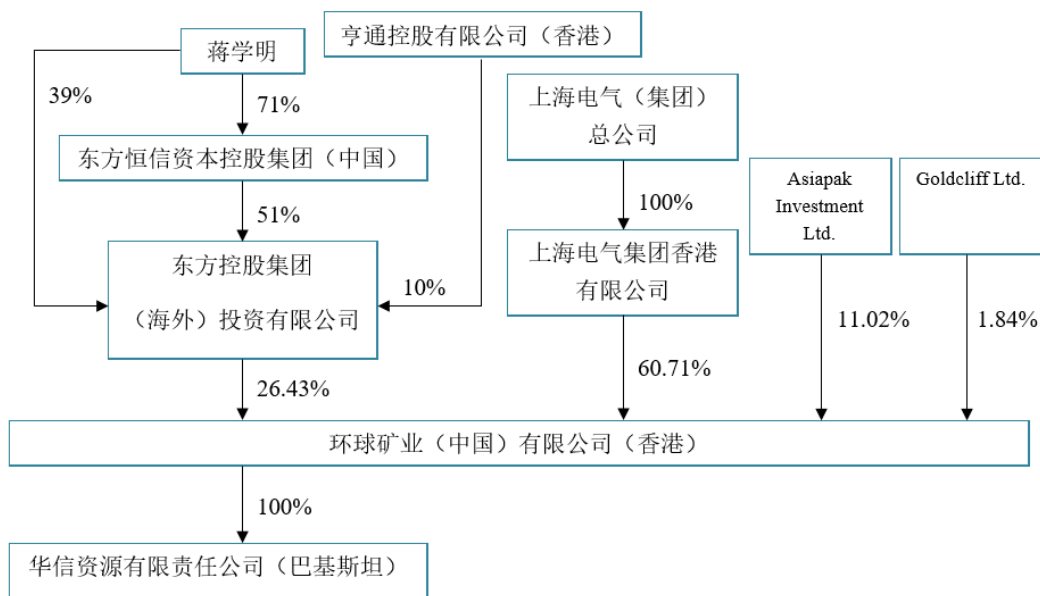 亨通控股有限公司（香港）
蒋学明
39%
71%
上海电气（集团）
总公司
东方恒信资本控股集团（中国）
Asiapak
Investment
Ltd.
Goldcliff Ltd.
51%
100%
东方控股集团
（海外）投资有限公司
10%
上海电气集团香港
有限公司
11.02%
1.84%
26.43%
60.71%
环球矿业（中国）有限公司（香港）
100%
华信资源有限责任公司（巴基斯坦）